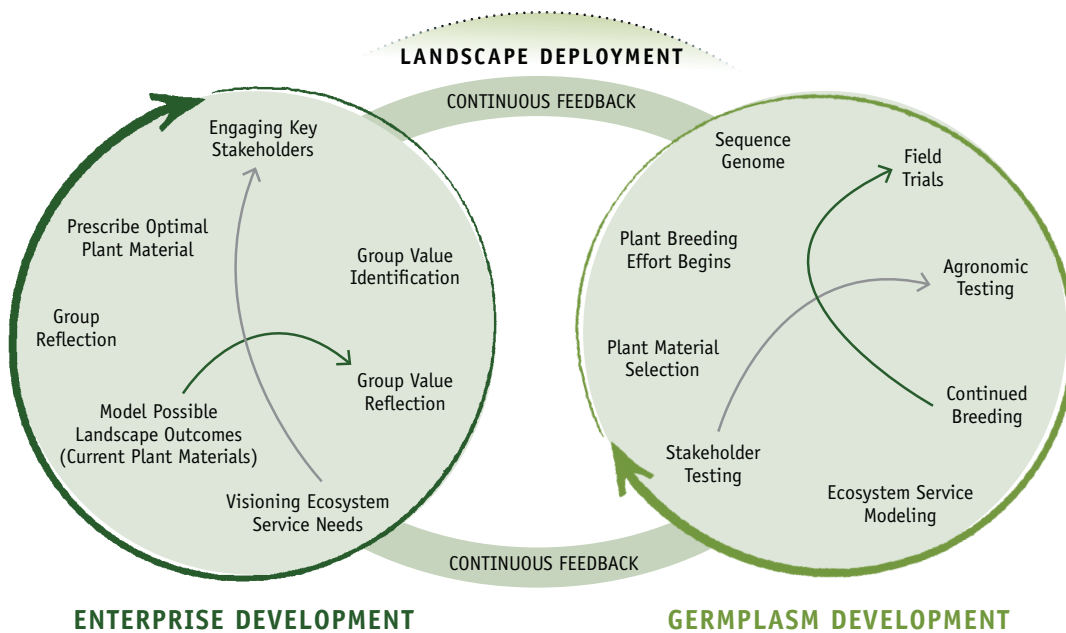 LANDSCAPE DEPLOYMENT
CONTINUOUS FEEDBACK
Engaging Key
Stakeholders
Prescribe Optimal
Plant Material
Group Value
Identification
Group
Reflection
Group Value
Reflection
Model Possible
Landscape Outcomes
(Current Plant Materials)
Visioning Ecosystem
Service Needs
Sequence
Genome
Field
Trials
Plant Breeding
Effort Begins
Agronomic
Testing
Plant Material
Selection
Continued
Breeding
Stakeholder
Testing
Ecosystem Service
Modeling
CONTINUOUS FEEDBACK
ENTERPRISE DEVELOPMENT
GERMPLASM DEVELOPMENT